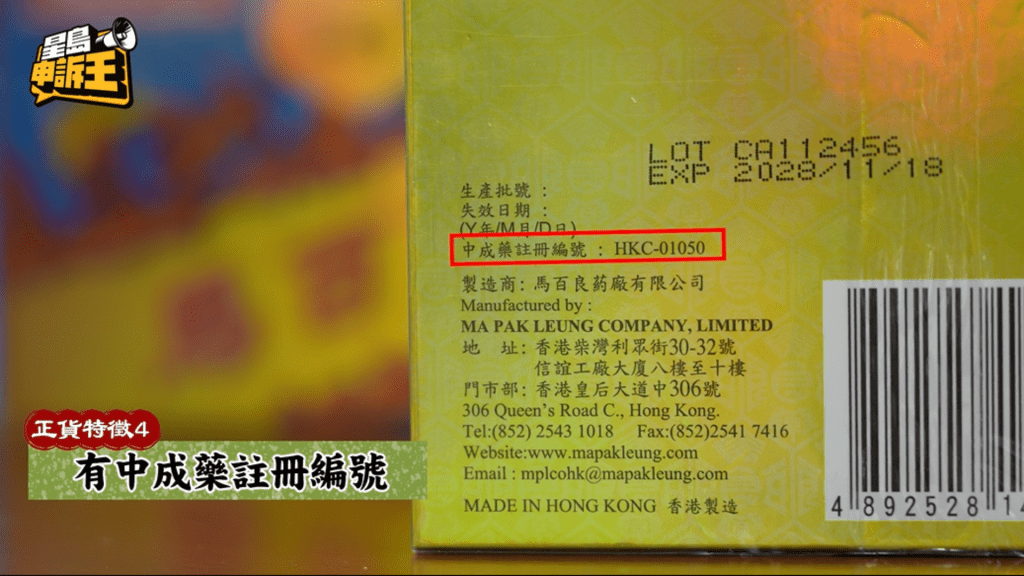 星島
申訴王
LOT CA112456
EXP 2028/11/18
生產批號 :
失效日期 :
(Y年/M月/D日)
中成藥註冊編號 : HKC-01050
製造商: 馬百良药廠有限公司
Manufactured by :
MA PAK LEUNG COMPANY, LIMITED
地 址: 香港柴灣利眾街30-32號
信誼工廠大廈八樓至十樓
門市部: 香港皇后大道中306號
306 Queen's Road C., Hong Kong.
Tel:(852) 2543 1018 Fax:(852)2541 7416
Website:www.mapakleung.com
Email : mplcohk@mapakleung.com
MADE IN HONG KONG 香港製造
4 892528 14
正貨特徵4
有中成藥註冊編號